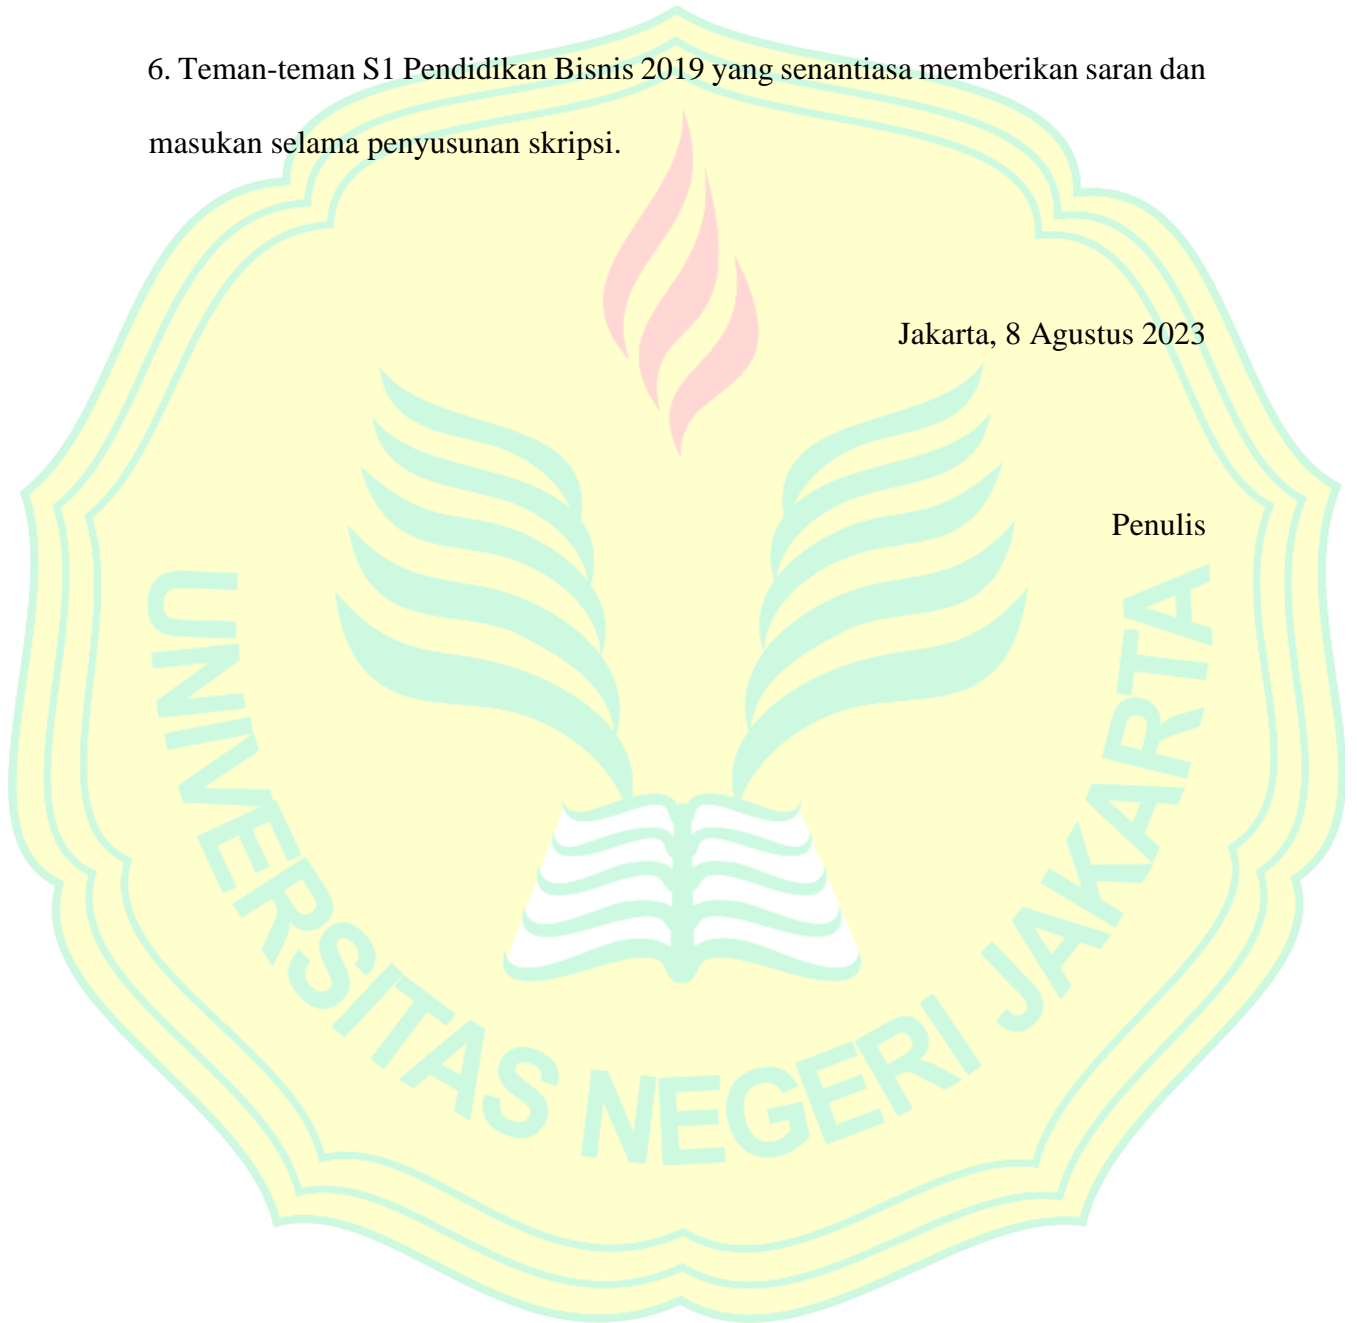 6. Teman-teman S1 Pendidikan Bisnis 2019 yang senantiasa memberikan saran dan
masukan selama penyusunan skripsi.
Jakarta, 8 Agustus 2023
Penulis
UNIVERSITAS NEGERI JAKARTA